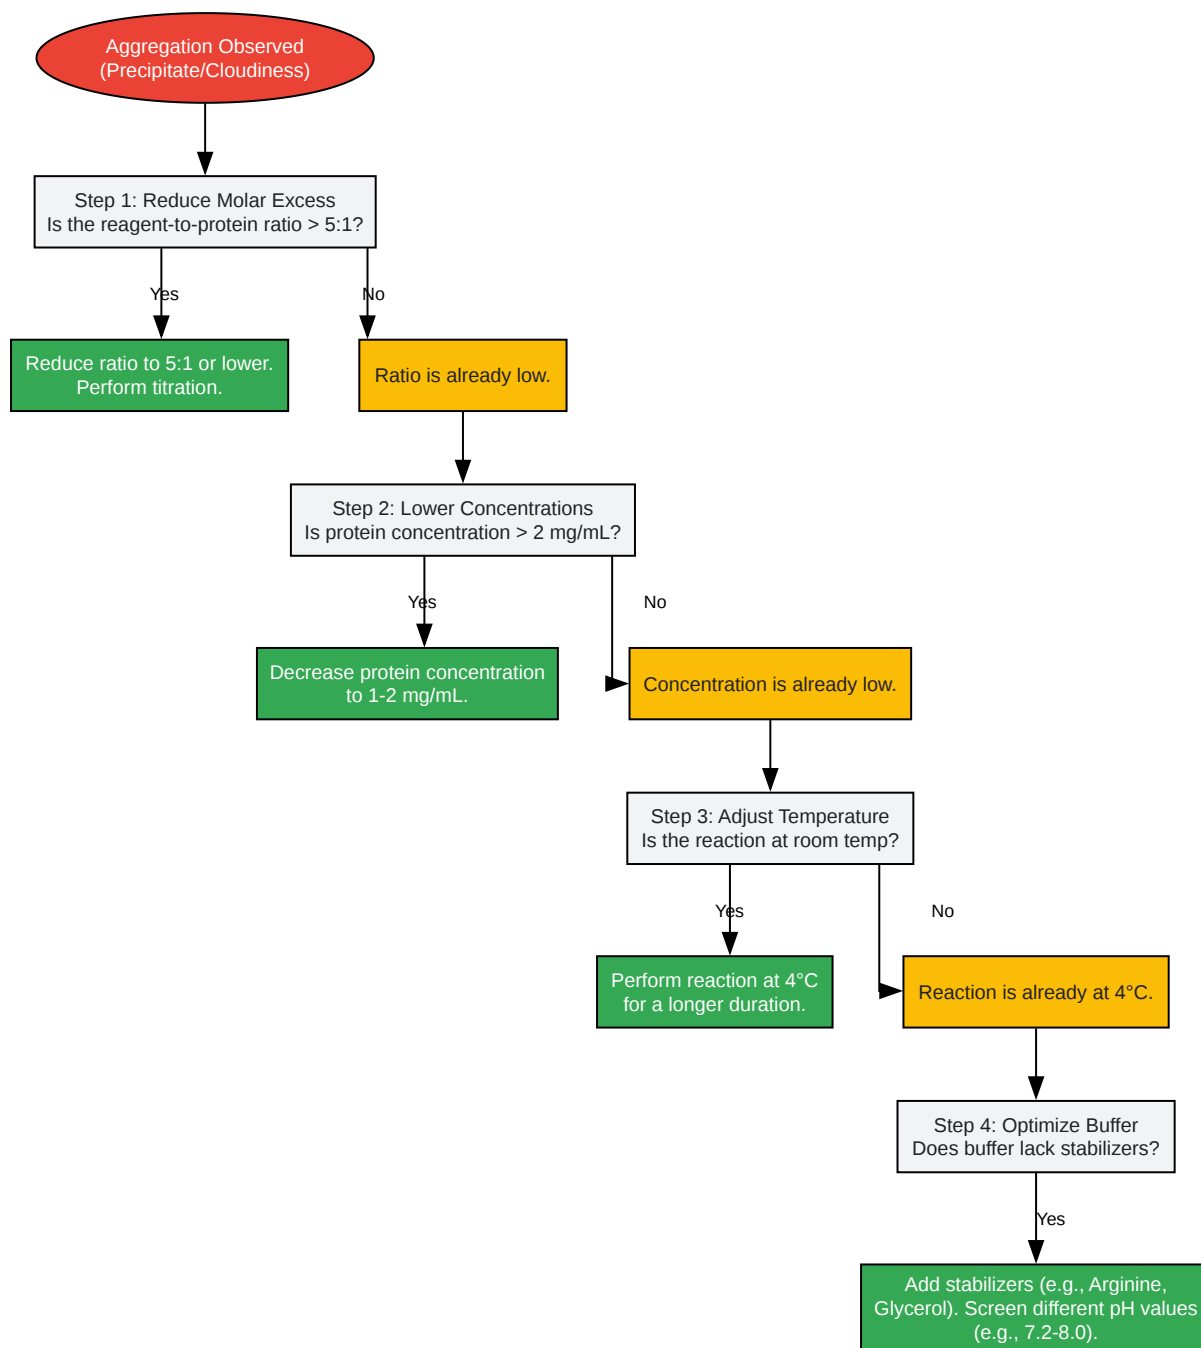 Aggregation Observed
(Precipitate/Cloudiness)
Step 1: Reduce Molar Excess
Is the reagent-to-protein ratio > 5:1?
Yes
No
Reduce ratio to 5:1 or lower.
Perform titration.
Ratio is already low.
Step 2: Lower Concentrations
Is protein concentration > 2 mg/mL?
Yes
No
Decrease protein concentration
to 1-2 mg/mL.
Concentration is already low.
Step 3: Adjust Temperature
Is the reaction at room temp?
Yes
No
Perform reaction at 4°C
for a longer duration.
Reaction is already at 4°C.
Step 4: Optimize Buffer
Does buffer lack stabilizers?
Yes
Add stabilizers (e.g., Arginine,
Glycerol). Screen different pH values
(e.g., 7.2-8.0).